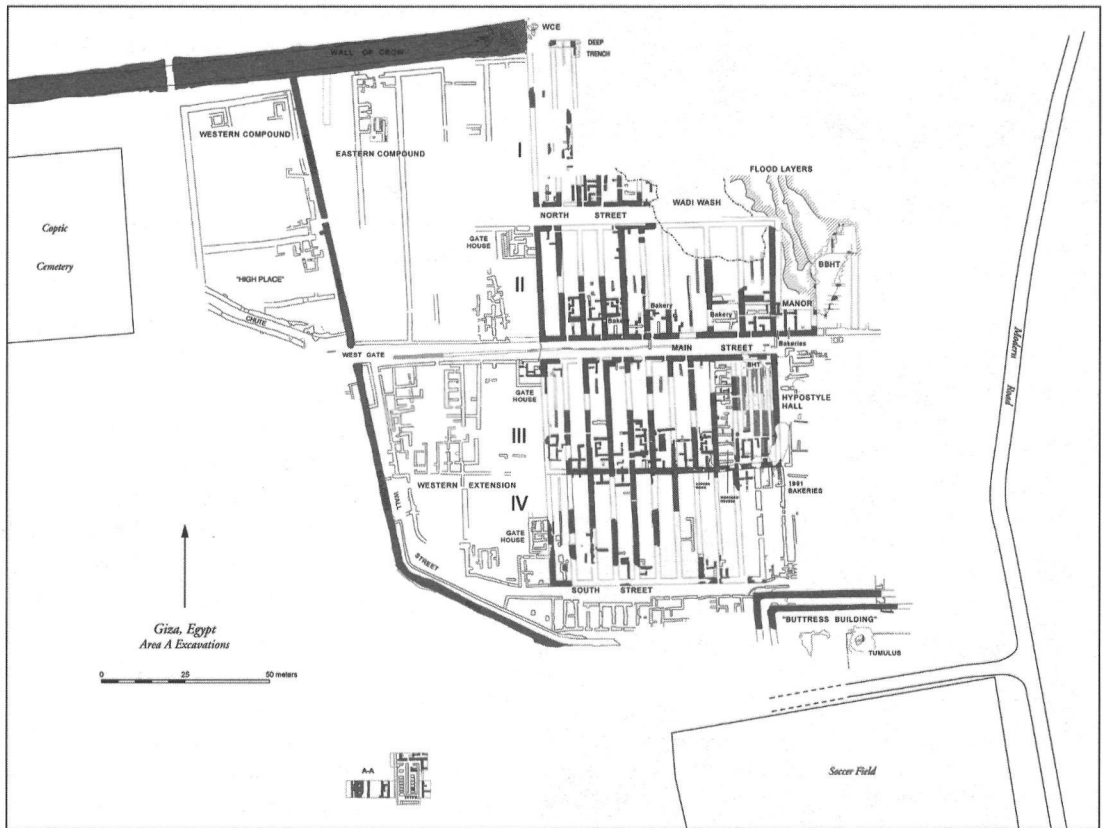 WCE
WALL OF CROW
DEEP
TRENCH
WESTERN COMPOUND
EASTERN COMPOUND
I
FLOOD LAYERS
WADI WASH
NORTH STREET
Coptic
Cemetery
GATE
HOUSE
BBHT
"HIGH PLACE"
II
Bakery
MANOR
Bakery
Bakery
CHUTE
Bakeries
MAIN STREET
WEST GATE
BHT
Modern
Road
GATE
HOUSE
HYPOSTYLE
HALL
III
WESTERN EXTENSION
1991
BAKERIES
WALL
STREET
IV
GATE
HOUSE
SOUTH STREET
"BUTTRESS BUILDING"
TUMULUS
Giza, Egypt
Area A Excavations
0 25 50 meters
A-A
Soccer Field